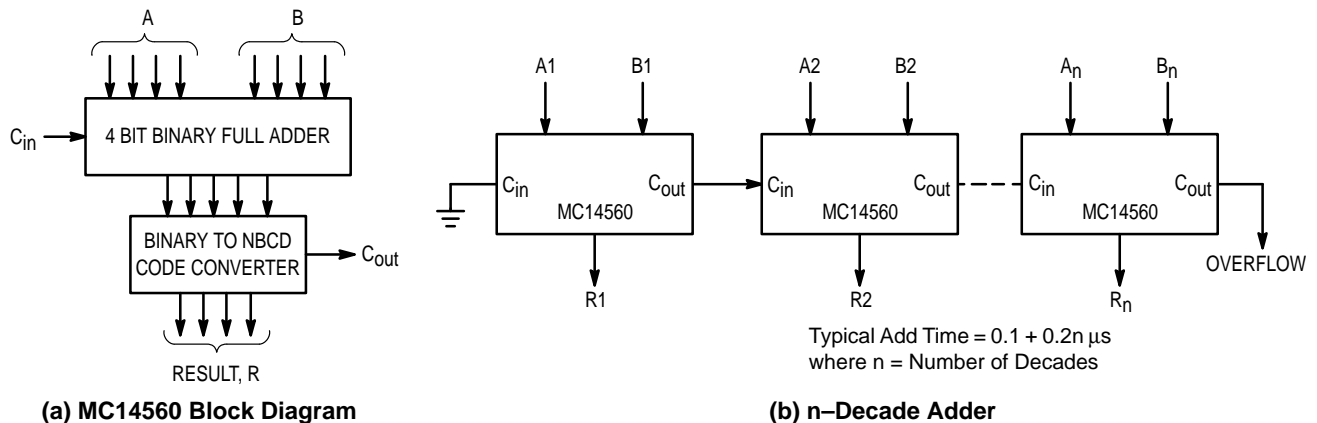 A
B
C_in
4 BIT BINARY FULL ADDER
BINARY TO NBCD
CODE CONVERTER
C_out
RESULT, R
(a) MC14560 Block Diagram
A1
B1
A2
B2
A_n
B_n
C_in
C_out
MC14560
C_in
C_out
MC14560
C_in
C_out
MC14560
R1
R2
R_n
OVERFLOW
Typical Add Time = 0.1 + 0.2n µs
where n = Number of Decades
(b) n–Decade Adder